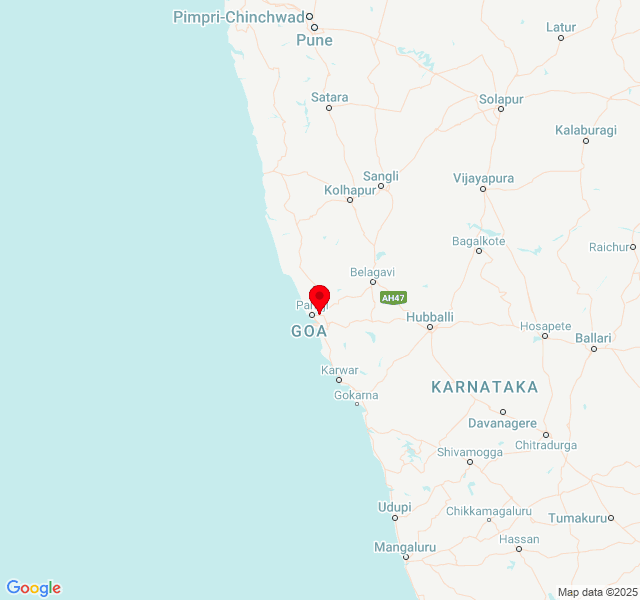 Pimpri-Chinchwad
Pune
Latur
Satara
Solapur
Kalaburagi
Sangli
Kolhapur
Vijayapura
Bagalkote
Raichur
Belagavi
AH47
GOA
Hubballi
Hosapete
Ballari
Karwar
Gokarna
KARNATAKA
Davanagere
Chitradurga
Shivamogga
Udupi
Chikkamagaluru
Tumakuru
Hassan
Mangaluru
Google
Map data ©2025